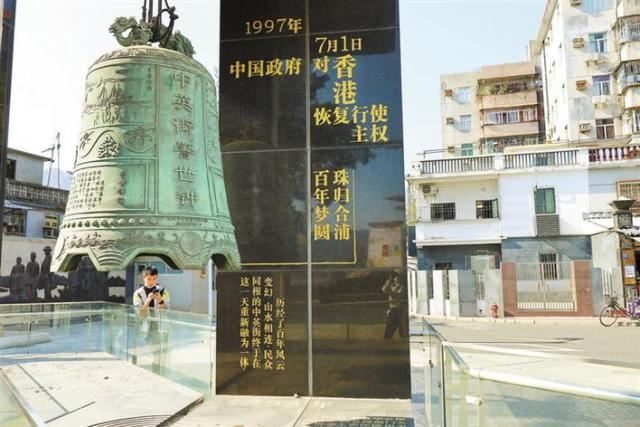 中英街警世钟
1997年
7月1日
中国政府
对香港
恢复行使
主权
珠归合浦
百年梦圆
——历经了百年风云
变幻，山水相连，民众
同根的中英街终于在
这一天重新融为一体